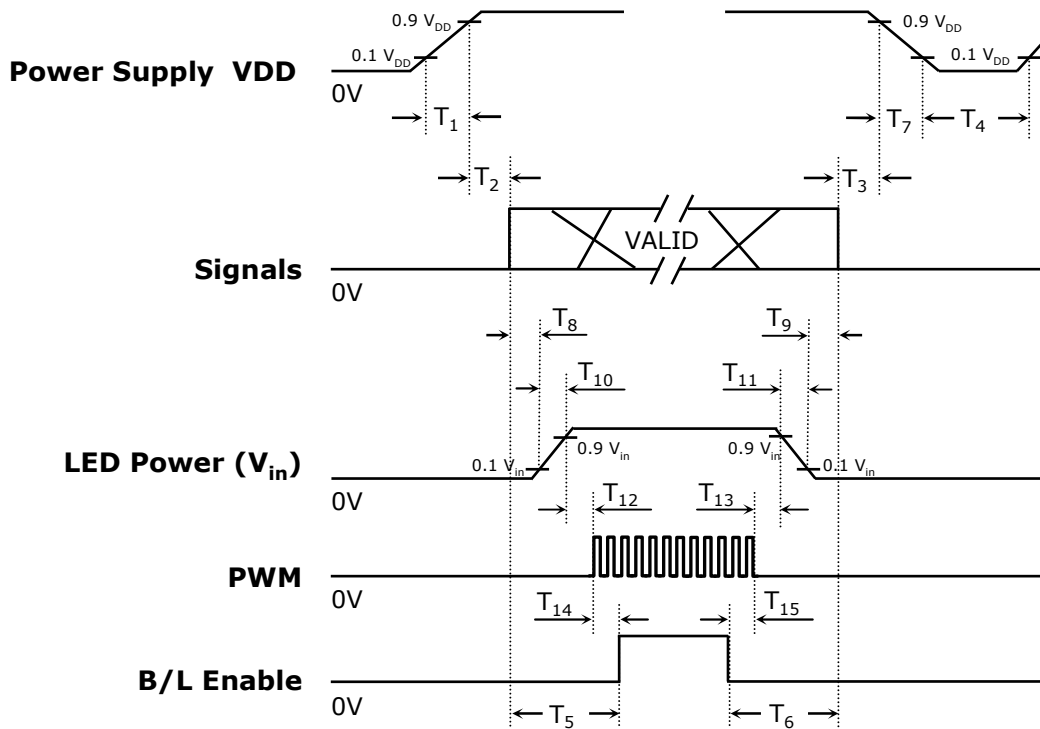 0.9 V_DD
0.9 V_DD
0.1 V_DD
0.1 V_DD
Power Supply VDD
0V
T_1
T_7
T_4
T_2
T_3
VALID
Signals
0V
T_8
T_9
T_10
T_11
0.9 V_in
0.9 V_in
LED Power (V_in)
0.1 V_in
0.1 V_in
0V
T_12
T_13
PWM
0V
T_14
T_15
B/L Enable
0V
T_5
T_6